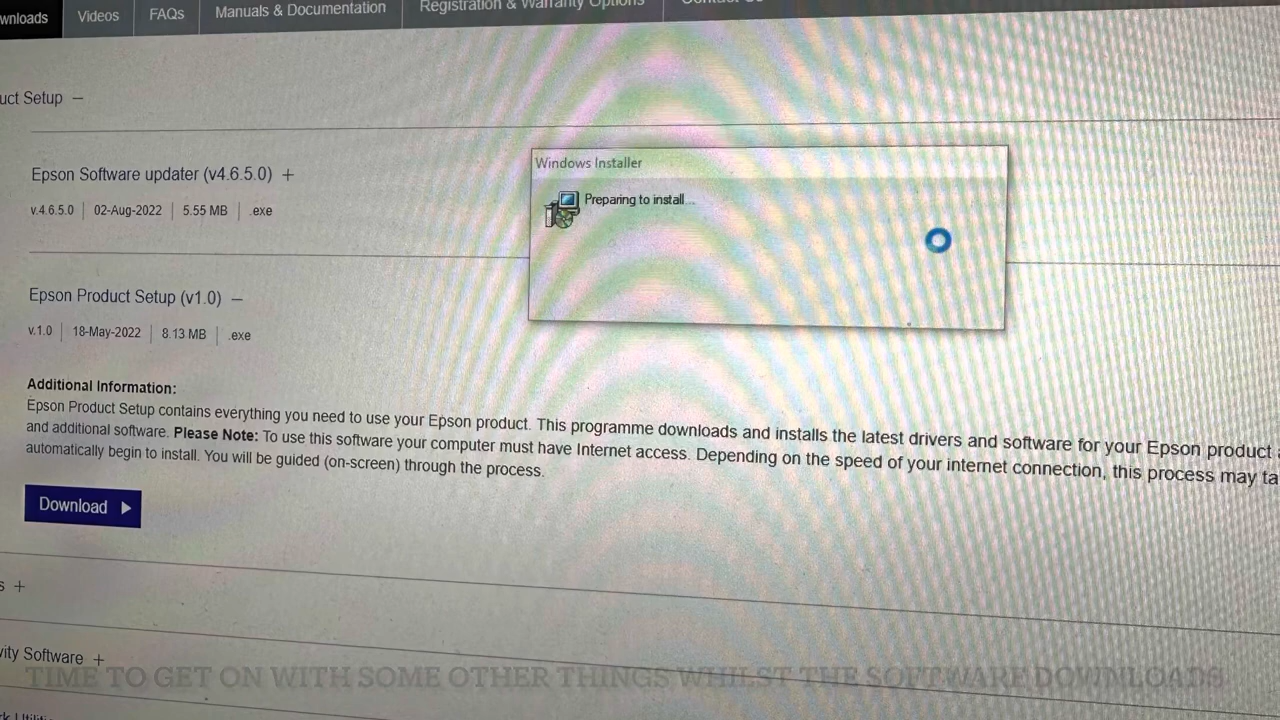 wnloads
Videos
FAQs
Manuals & Documentation
Registration & Warranty Options
uct Setup —
Windows Installer
Preparing to install...
Epson Software updater (v4.6.5.0) +
v.4.6.5.0 | 02-Aug-2022 | 5.55 MB | .exe
Epson Product Setup (v1.0) —
v.1.0 | 18-May-2022 | 8.13 MB | .exe
Additional Information:
Epson Product Setup contains everything you need to use your Epson product. This programme downloads and installs the latest drivers and software for your Epson product
and additional software. Please Note: To use this software your computer must have Internet access. Depending on the speed of your internet connection, this process may ta
automatically begin to install. You will be guided (on-screen) through the process.
Download
s +
vity Software +
TIME TO GET ON WITH SOME OTHER THINGS WHILST THE SOFTWARE DOWNLOADS